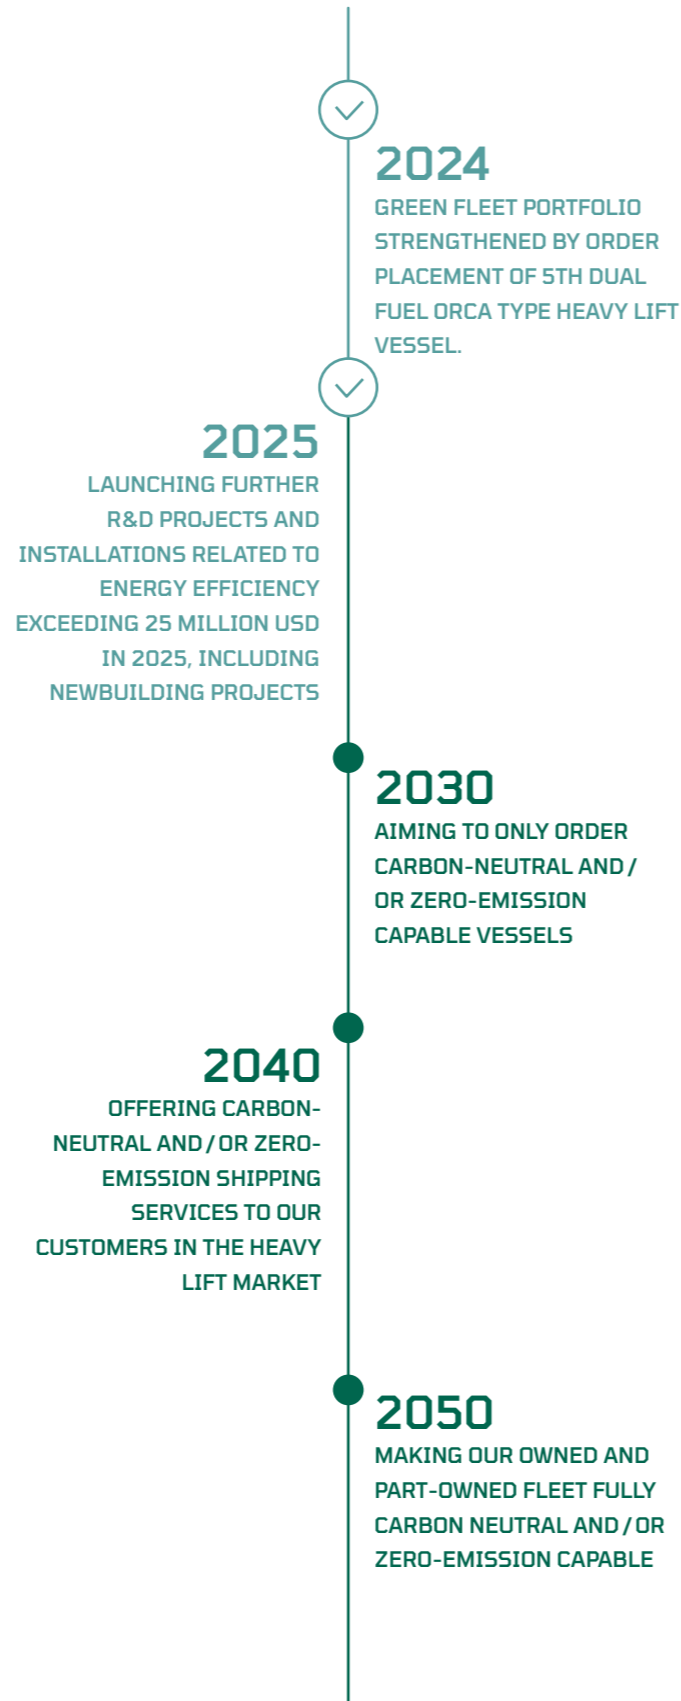 2024
GREEN FLEET PORTFOLIO
STRENGTHENED BY ORDER
PLACEMENT OF 5TH DUAL
FUEL ORCA TYPE HEAVY LIFT
VESSEL.
2025
LAUNCHING FURTHER
R&D PROJECTS AND
INSTALLATIONS RELATED TO
ENERGY EFFICIENCY
EXCEEDING 25 MILLION USD
IN 2025, INCLUDING
NEWBUILDING PROJECTS
2030
AIMING TO ONLY ORDER
CARBON-NEUTRAL AND /
OR ZERO-EMISSION
CAPABLE VESSELS
2040
OFFERING CARBON-
NEUTRAL AND / OR ZERO-
EMISSION SHIPPING
SERVICES TO OUR
CUSTOMERS IN THE HEAVY
LIFT MARKET
2050
MAKING OUR OWNED AND
PART-OWNED FLEET FULLY
CARBON NEUTRAL AND / OR
ZERO-EMISSION CAPABLE